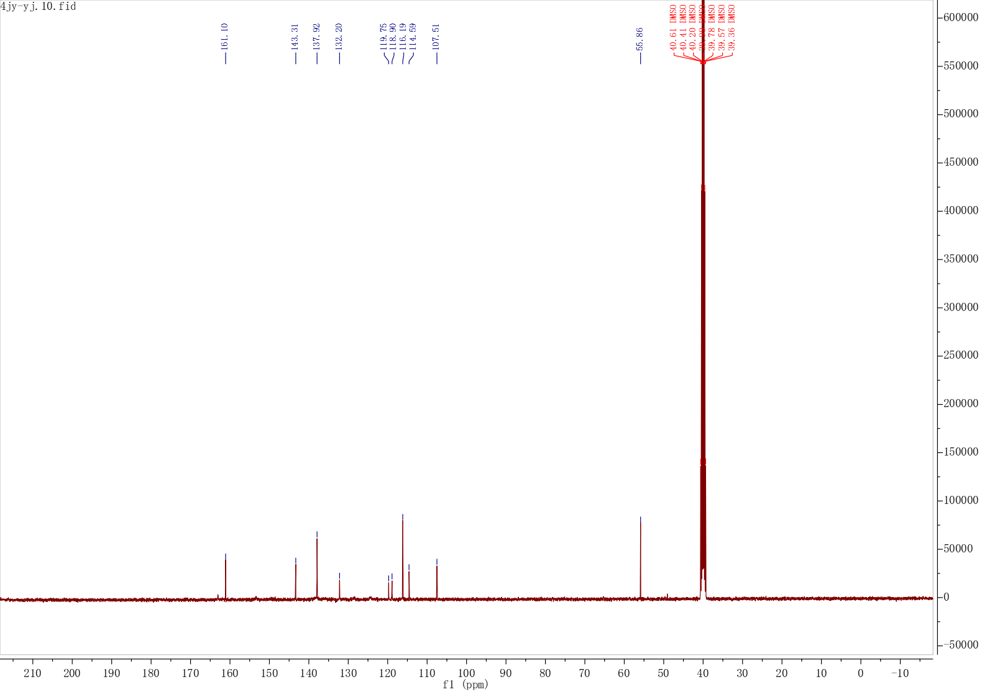 4jy-yj.10.fid
161.10
143.31
137.92
132.20
119.75
118.90
116.19
114.59
107.51
55.86
40.61 DMSO
40.41 DMSO
40.20 DMSO
39.99 DMSO
39.78 DMSO
39.57 DMSO
39.36 DMSO
600000
550000
500000
450000
400000
350000
300000
250000
200000
150000
100000
50000
0
-50000
210 200 190 180 170 160 150 140 130 120 110 100 90 80 70 60 50 40 30 20 10 0 -10
f1 (ppm)